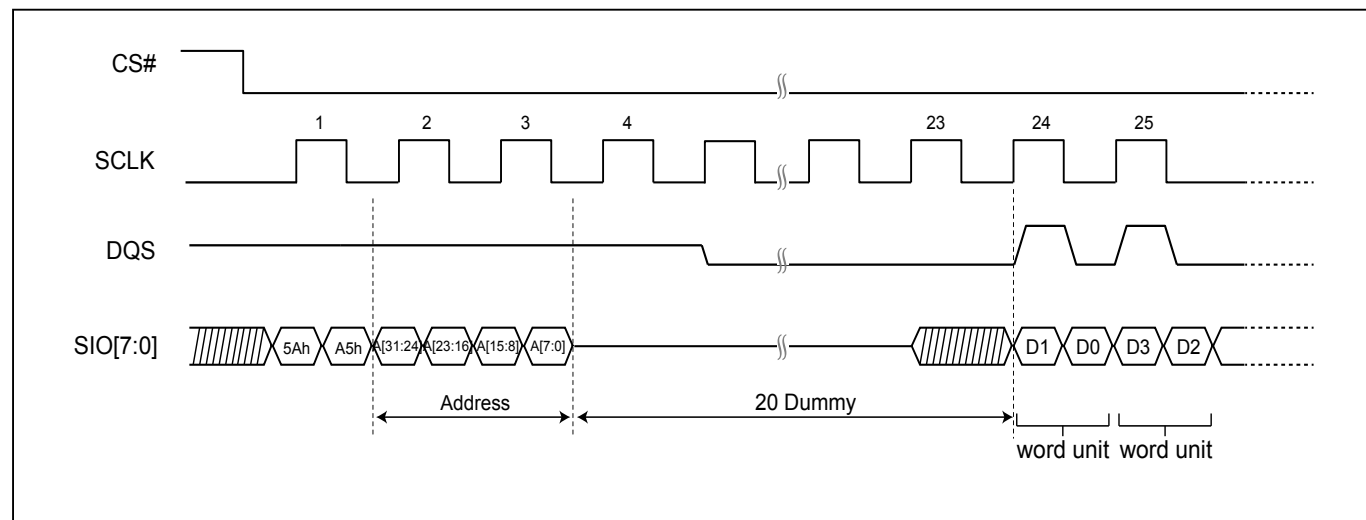 CS#
1 2 3 4 23 24 25
SCLK
DQS
SIO[7:0] 5Ah A5h A[31:24] A[23:16] A[15:8] A[7:0] D1 D0 D3 D2
Address 20 Dummy
word unit word unit